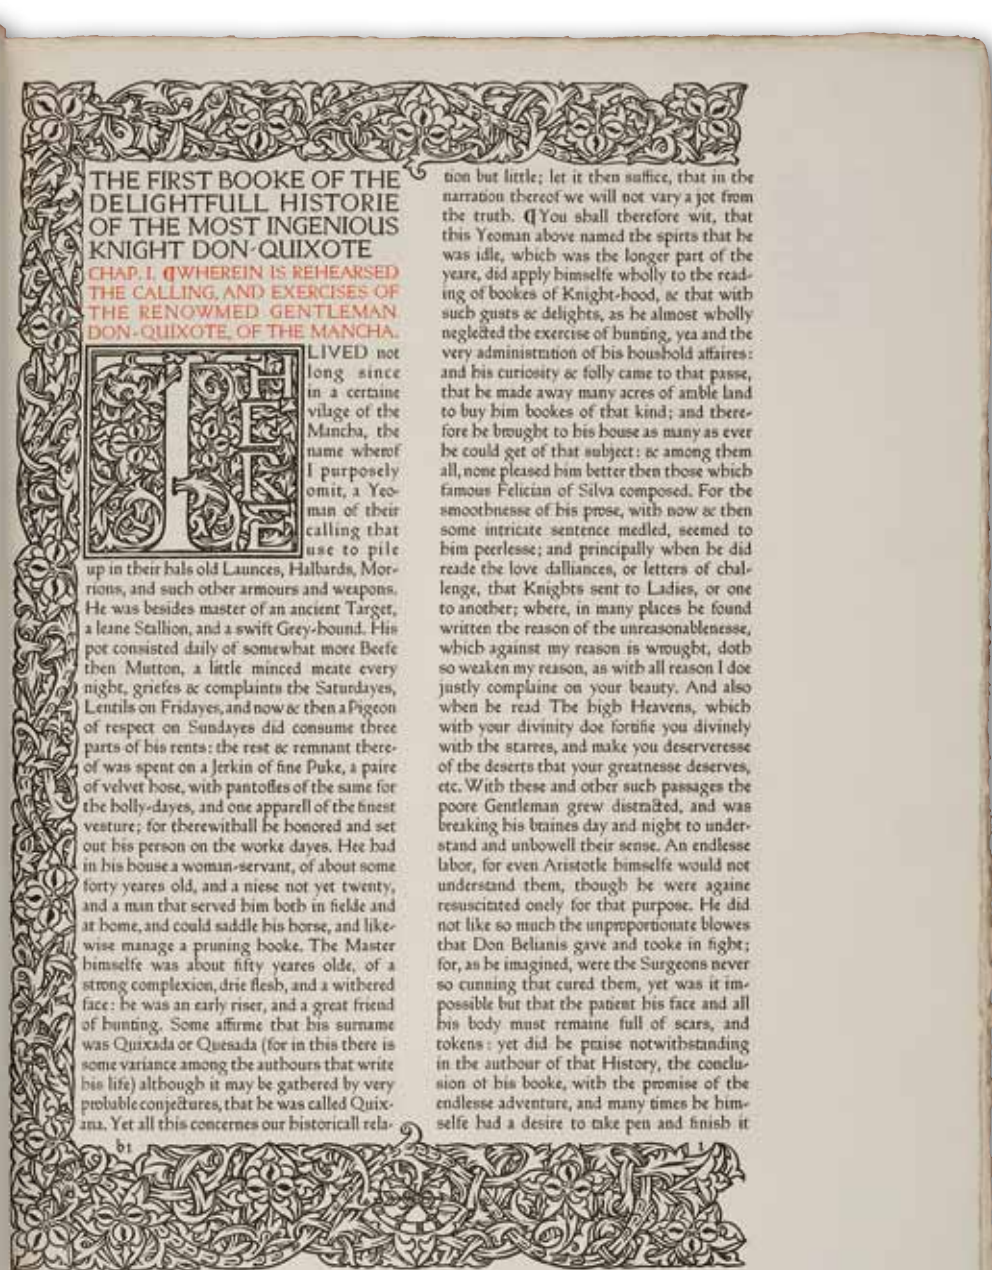 THE FIRST BOOKE OF THE
DELIGHTFULL HISTORIE
OF THE MOST INGENIOUS
KNIGHT DON-QUIXOTE
CHAP. I. ¶WHEREIN IS REHEARSED
THE CALLING, AND EXERCISES OF
THE RENOWMED GENTLEMAN
DON-QUIXOTE, OF THE MANCHA.
THERE LIVED not
long since
in a certaine
vilage of the
Mancha, the
name wherof
I purposely
omit, a Yeo-
man of their
calling that
use to pile
up in their hals old Launces, Halbards, Mor-
rions, and such other armours and weapons.
He was besides master of an ancient Target,
a leane Stallion, and a swift Grey-hound. His
pot consisted daily of somewhat more Beefe
then Mutton, a little minced meate every
night, griefes & complaints the Saturdayes,
Lentils on Fridayes, and now & then a Pigeon
of respect on Sundayes did consume three
parts of his rents: the rest & remnant there-
of was spent on a Jerkin of fine Puke, a paire
of velvet hose, with pantofles of the same for
the holly-dayes, and one apparell of the finest
vesture; for therewithall he honored and set
out his person on the worke dayes. Hee had
in his house a woman-servant, of about some
forty yeares old, and a niese not yet twenty,
and a man that served him both in fielde and
at home, and could saddle his horse, and like-
wise manage a pruning hooke. The Master
himselfe was about fifty yeares olde, of a
strong complexion, drie flesh, and a withered
face: he was an early riser, and a great friend
of hunting. Some affirme that his surname
was Quixada or Quesada (for in this there is
some variance among the authours that write
his life) although it may be gathered by very
probable conjectures, that he was called Quix-
ana. Yet all this concernes our historicall rela-
b1
tion but little; let it then suffice, that in the
narration thereof we will not vary a jot from
the truth. ¶ You shall therefore wit, that
this Yeoman above named the spirts that he
was idle, which was the longer part of the
yeare, did apply himselfe wholly to the read-
ing of bookes of Knight-hood, & that with
such gusts & delights, as he almost wholly
neglected the exercise of hunting, yea and the
very administration of his houshold affaires:
and his curiosity & folly came to that passe,
that he made away many acres of arable land
to buy him bookes of that kind; and there-
fore he brought to his house as many as ever
he could get of that subject: & among them
all, none pleased him better then those which
famous Felician of Silva composed. For the
smoothnesse of his prose, with now & then
some intricate sentence medled, seemed to
him peerlesse; and principally when he did
reade the love dalliances, or letters of chal-
lenge, that Knights sent to Ladies, or one
to another; where, in many places he found
written the reason of the unreasonablenesse,
which against my reason is wrought, doth
so weaken my reason, as with all reason I doe
justly complaine on your beauty. And also
when he read The high Heavens, which
with your divinity doe fortifie you divinely
with the starres, and make you deserveresse
of the deserts that your greatnesse deserves,
etc. With these and other such passages the
poore Gentleman grew distracted, and was
breaking his braines day and night to under-
stand and unbowell their sense. An endlesse
labor, for even Aristotle himselfe would not
understand them, though he were againe
resuscitated onely for that purpose. He did
not like so much the unproportionate blowes
that Don Belianis gave and tooke in fight;
for, as he imagined, were the Surgeons never
so cunning that cured them, yet was it im-
possible but that the patient his face and all
his body must remaine full of scars, and
tokens: yet did he praise notwithstanding
in the authour of that History, the conclu-
sion of his booke, with the promise of the
endlesse adventure, and many times he him-
selfe had a desire to take pen and finish it
1